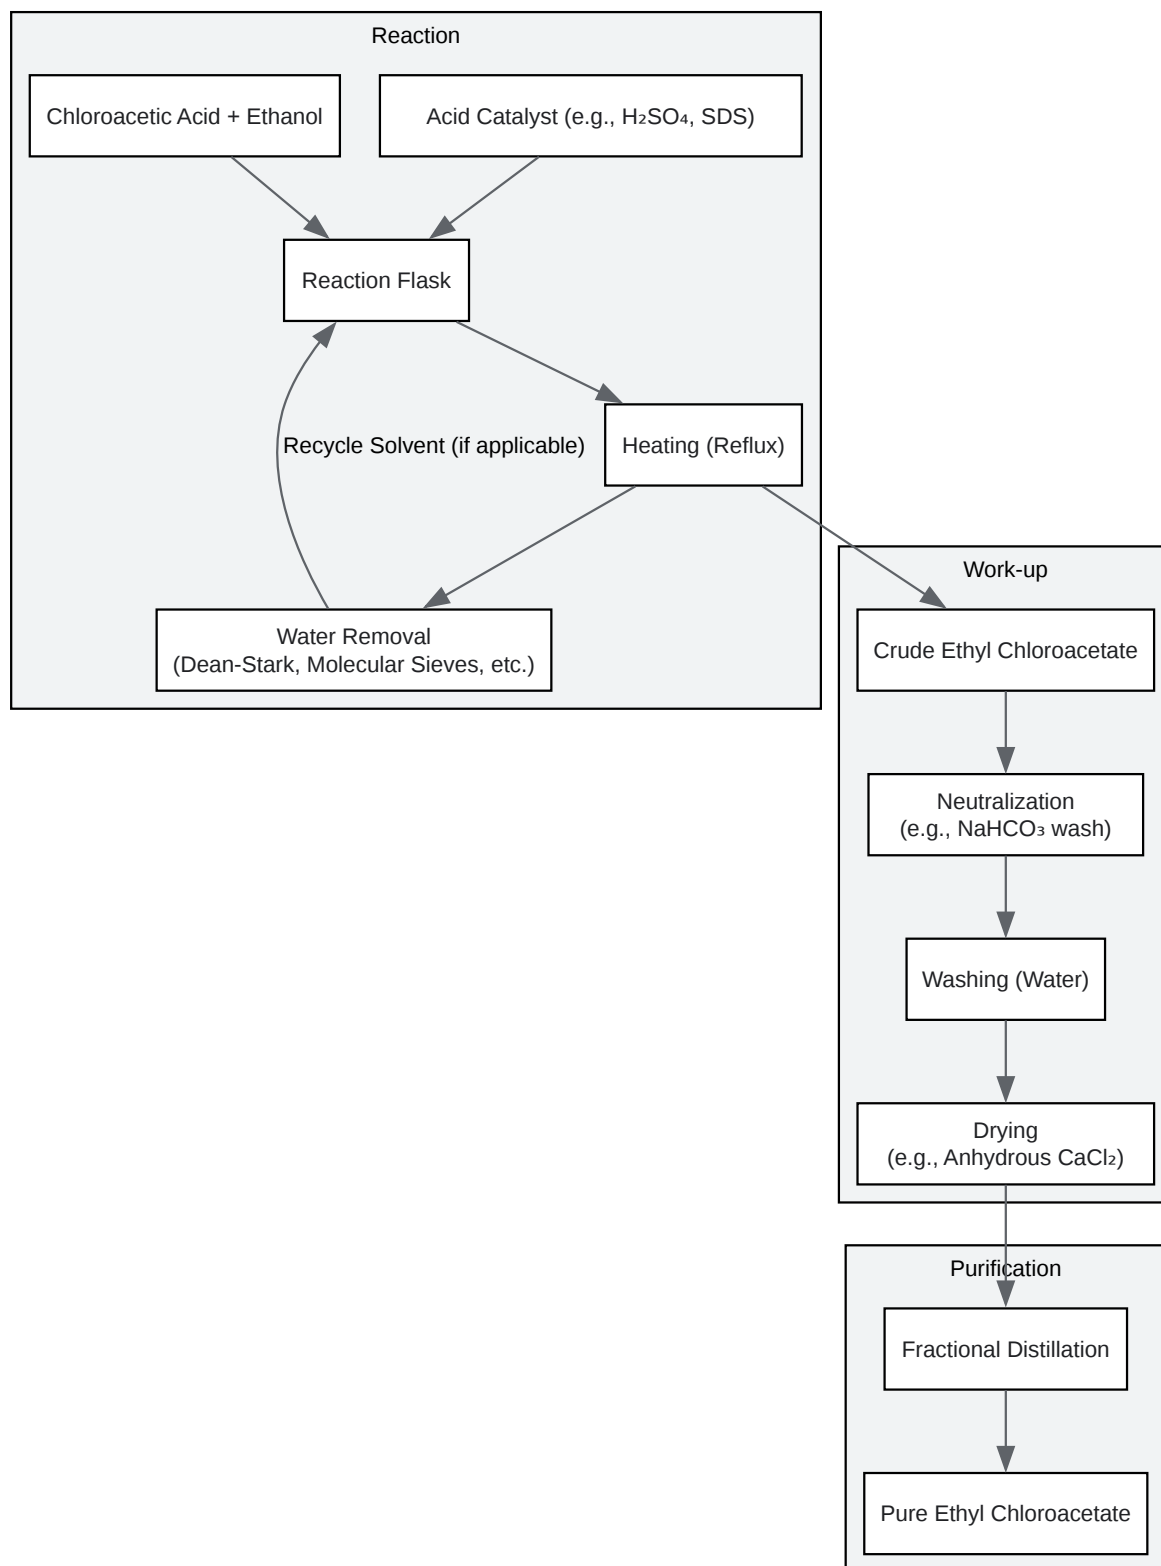 Reaction
Chloroacetic Acid + Ethanol
Acid Catalyst (e.g., H₂SO₄, SDS)
Reaction Flask
Recycle Solvent (if applicable)
Heating (Reflux)
Water Removal
(Dean-Stark, Molecular Sieves, etc.)
Work-up
Crude Ethyl Chloroacetate
Neutralization
(e.g., NaHCO₃ wash)
Washing (Water)
Drying
(e.g., Anhydrous CaCl₂)
Purification
Fractional Distillation
Pure Ethyl Chloroacetate